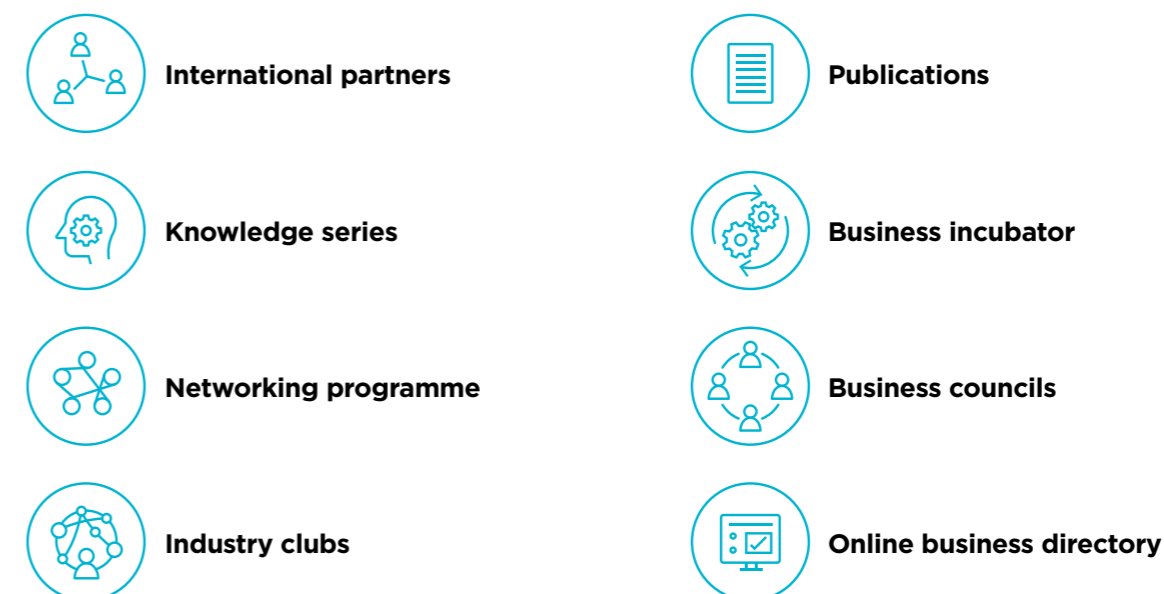 International partners
Knowledge series
Networking programme
Industry clubs
Publications
Business incubator
Business councils
Online business directory